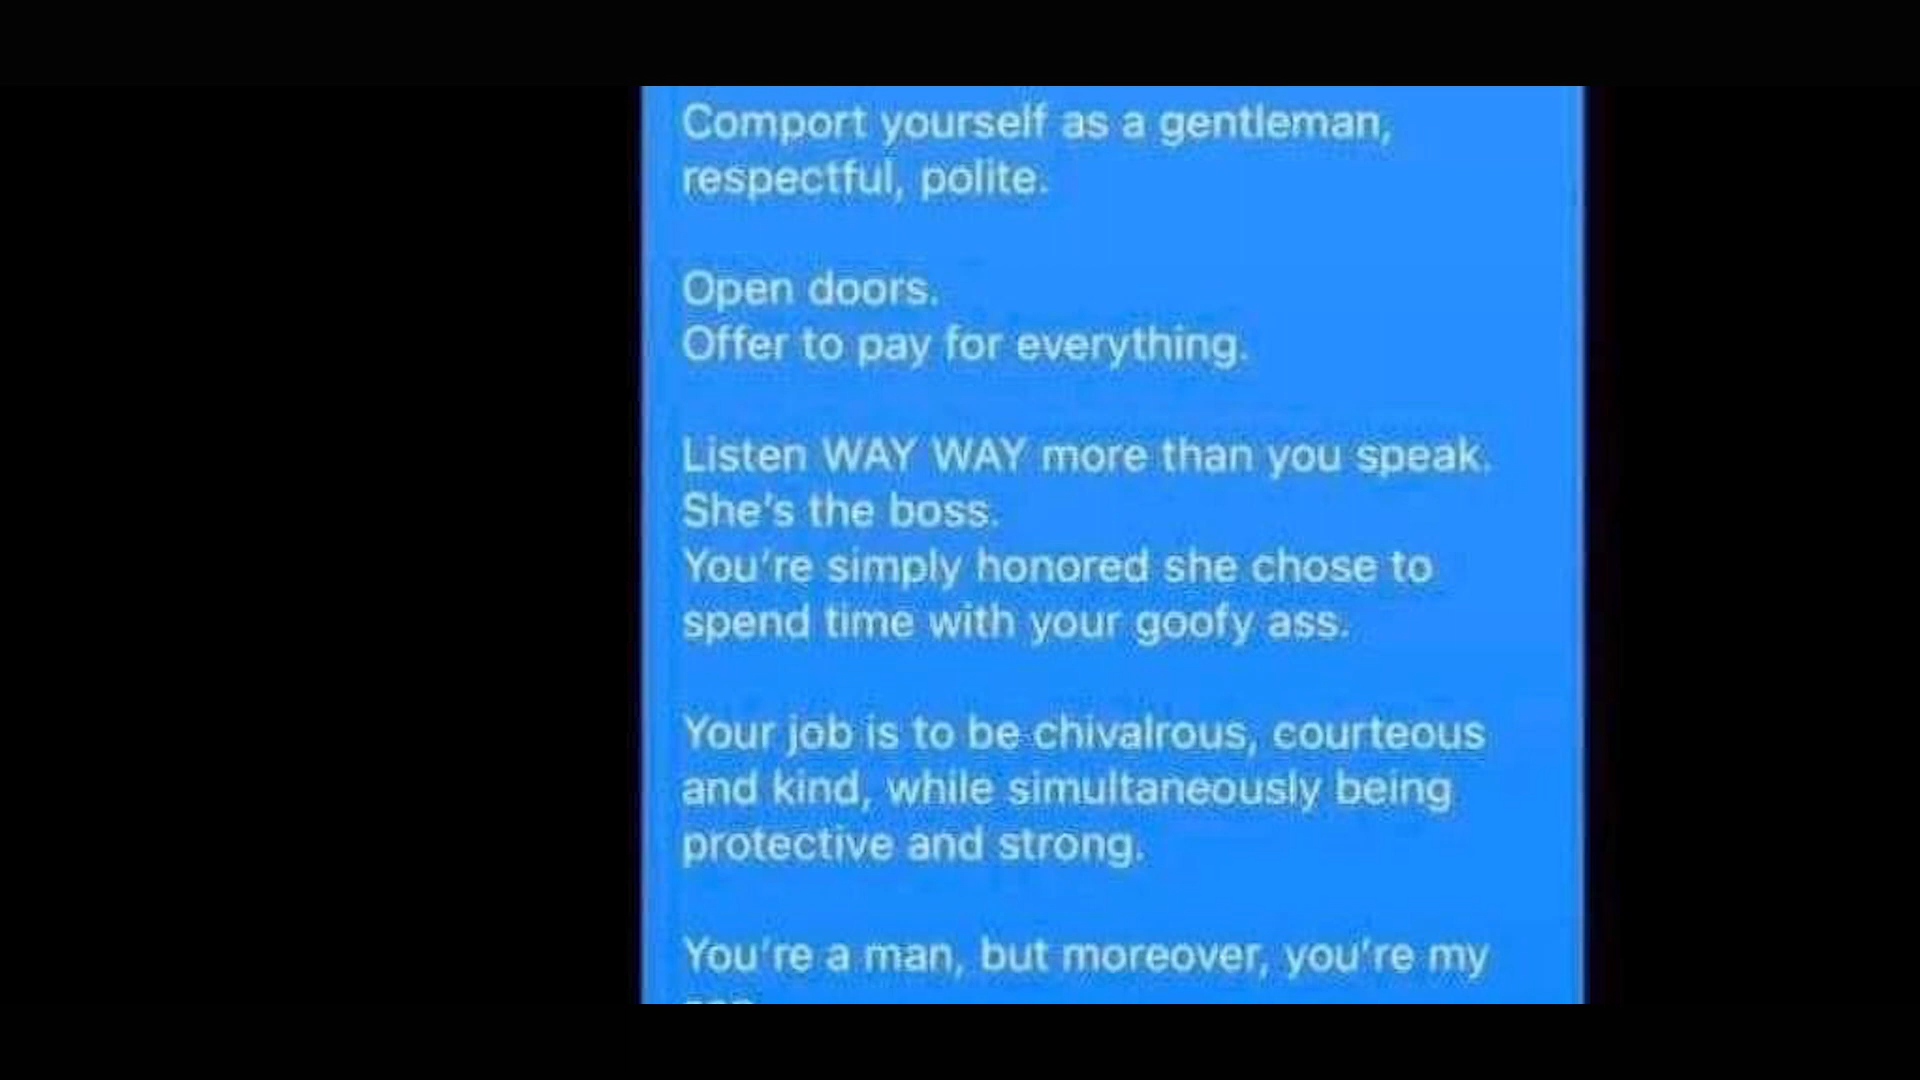 Comport yourself as a gentleman,
respectful, polite.
Open doors.
Offer to pay for everything.
Listen WAY WAY more than you speak.
She's the boss.
You're simply honored she chose to
spend time with your goofy ass.
Your job is to be chivalrous, courteous
and kind, while simultaneously being
protective and strong.
You're a man, but moreover, you're my